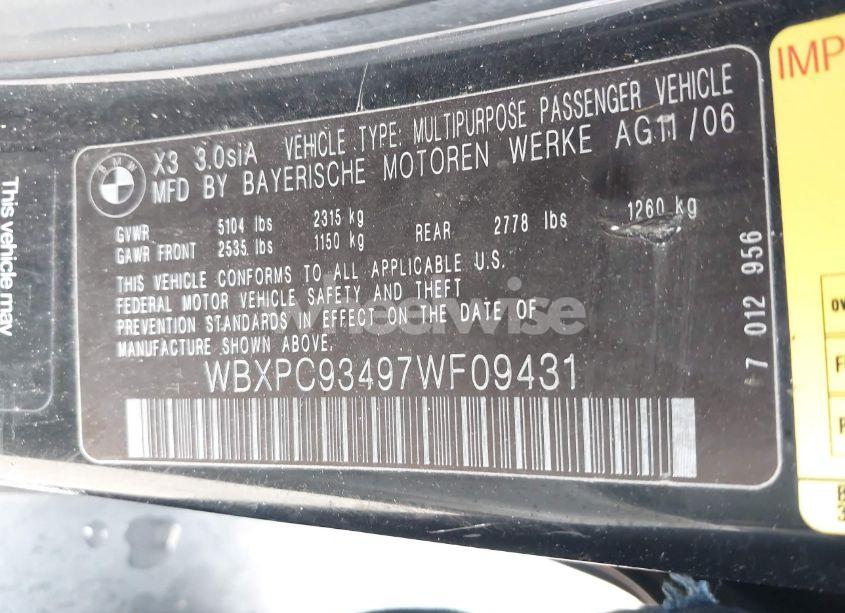 BMW
X3 3.0siA VEHICLE TYPE: MULTIPURPOSE PASSENGER VEHICLE
MFD BY BAYERISCHE MOTOREN WERKE AG11/06
GVWR 5104 lbs 2315 kg
GAWR FRONT 2535 lbs 1150 kg REAR 2778 lbs 1260 kg
THIS VEHICLE CONFORMS TO ALL APPLICABLE U.S.
FEDERAL MOTOR VEHICLE SAFETY AND THEFT
PREVENTION STANDARDS IN EFFECT ON THE DATE OF
MANUFACTURE SHOWN ABOVE.
WBXPC93497WF09431
7 012 956
This vehicle may
IMP
wheelwise